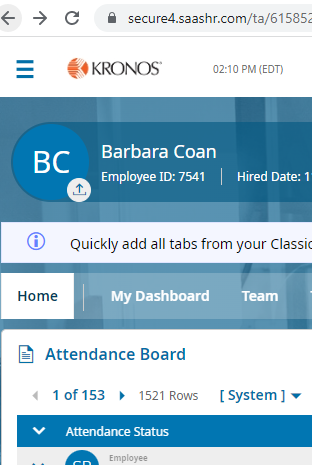 secure4.saashr.com/ta/615852
KRONOS
02:10 PM (EDT)
BC
Barbara Coan
Employee ID: 7541
Hired Date: 1
Quickly add all tabs from your Classic
Home
My Dashboard
Team
Attendance Board
1 of 153
1521 Rows
[ System ]
Attendance Status
Employee